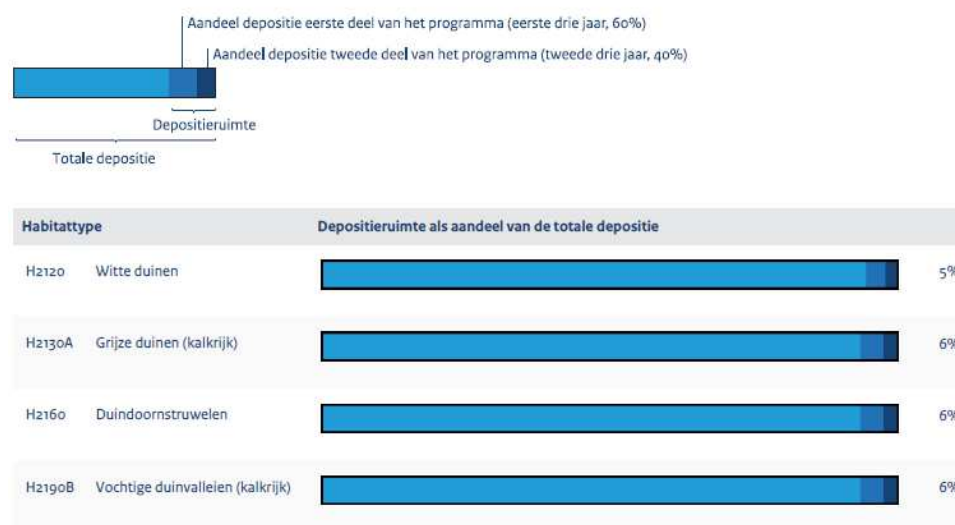 Aandeel depositie eerste deel van het programma (eerste drie jaar, 60%)
Aandeel depositie tweede deel van het programma (tweede drie jaar, 40%)
Depositieruimte
Totale depositie
Habitattype Depositieruimte als aandeel van de totale depositie
H2120 Witte duinen 5%
H2130A Grijze duinen (kalkrijk) 6%
H2160 Duindoornstruwelen 6%
H2190B Vochtige duinvalleien (kalkrijk) 6%